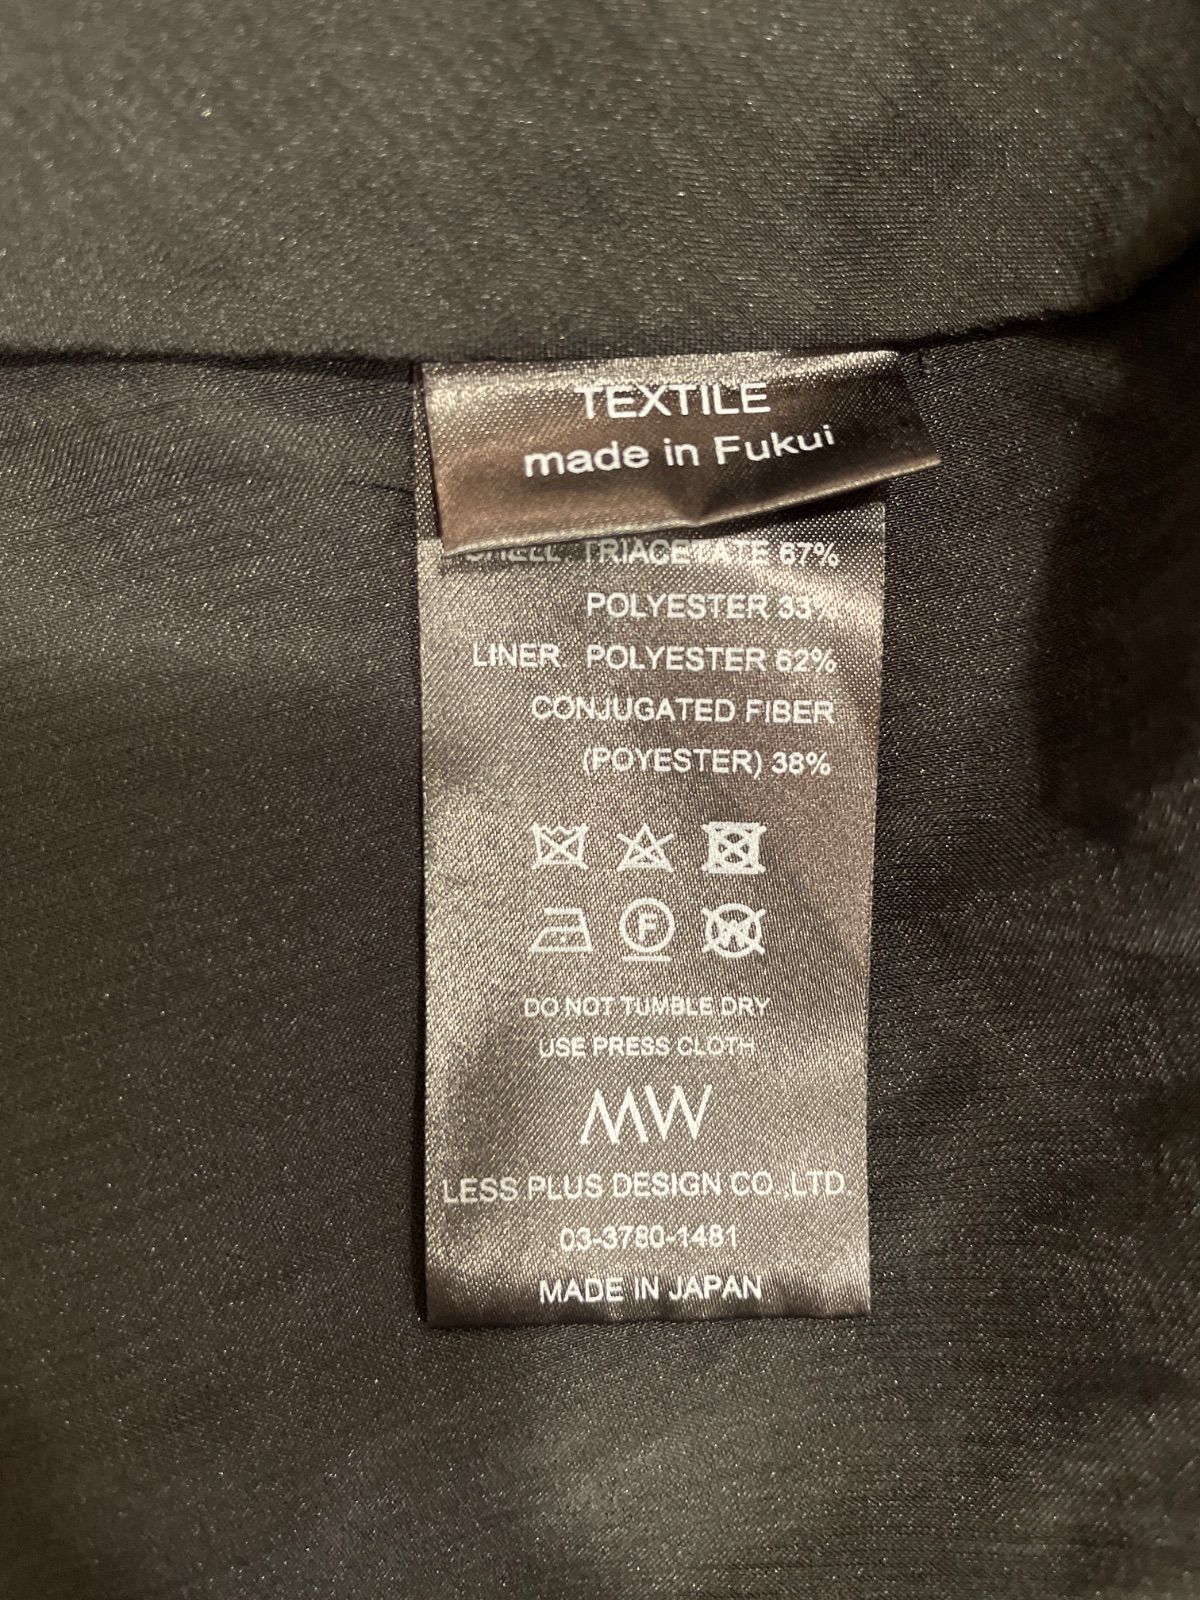 TEXTILE
made in Fukui
SHELL TRIACETATE 67%
POLYESTER 33%
LINER POLYESTER 62%
CONJUGATED FIBER
(POYESTER) 38%
F
W
DO NOT TUMBLE DRY
USE PRESS CLOTH
MW
LESS PLUS DESIGN CO.,LTD.
03-3780-1481
MADE IN JAPAN